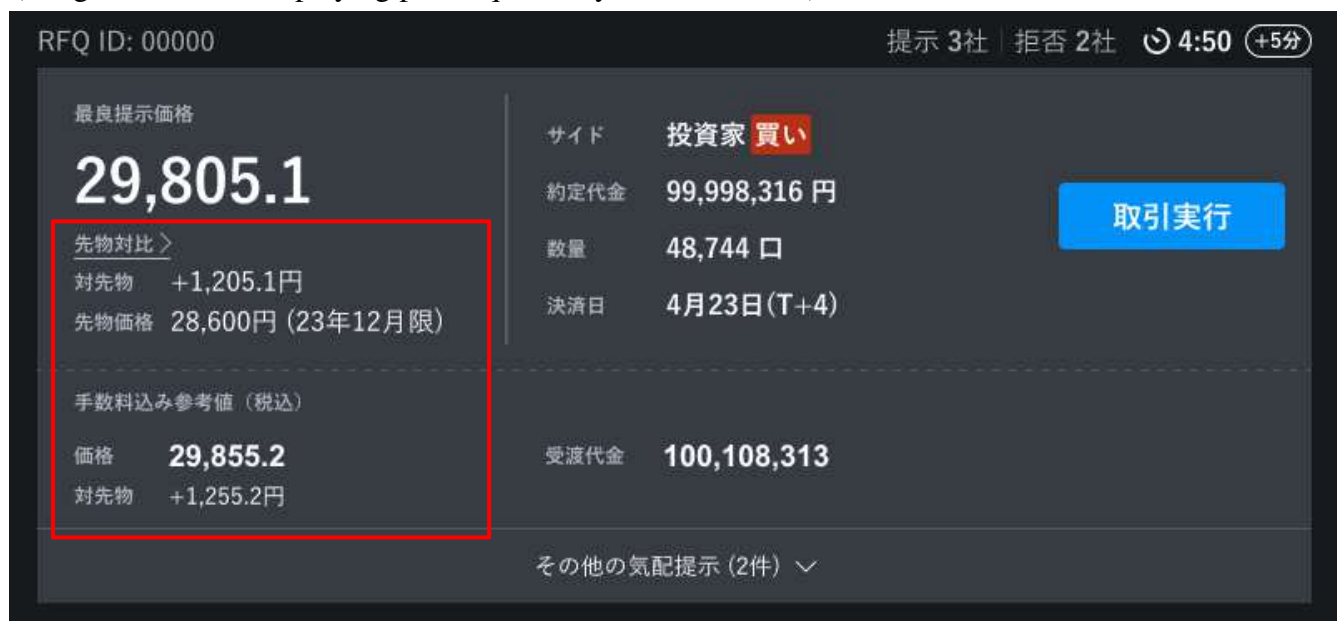 RFQ ID: 00000
提示 3社 | 拒否 2社 4:50 +5分
最良提示価格
29,805.1
先物対比 >
対先物 +1,205.1円
先物価格 28,600円 (23年12月限)
サイド 投資家 買い
約定代金 99,998,316 円
数量 48,744 口
決済日 4月23日(T+4)
取引実行
手数料込み参考値（税込）
価格 29,855.2
対先物 +1,255.2円
受渡代金 100,108,313
その他の気配提示 (2件)